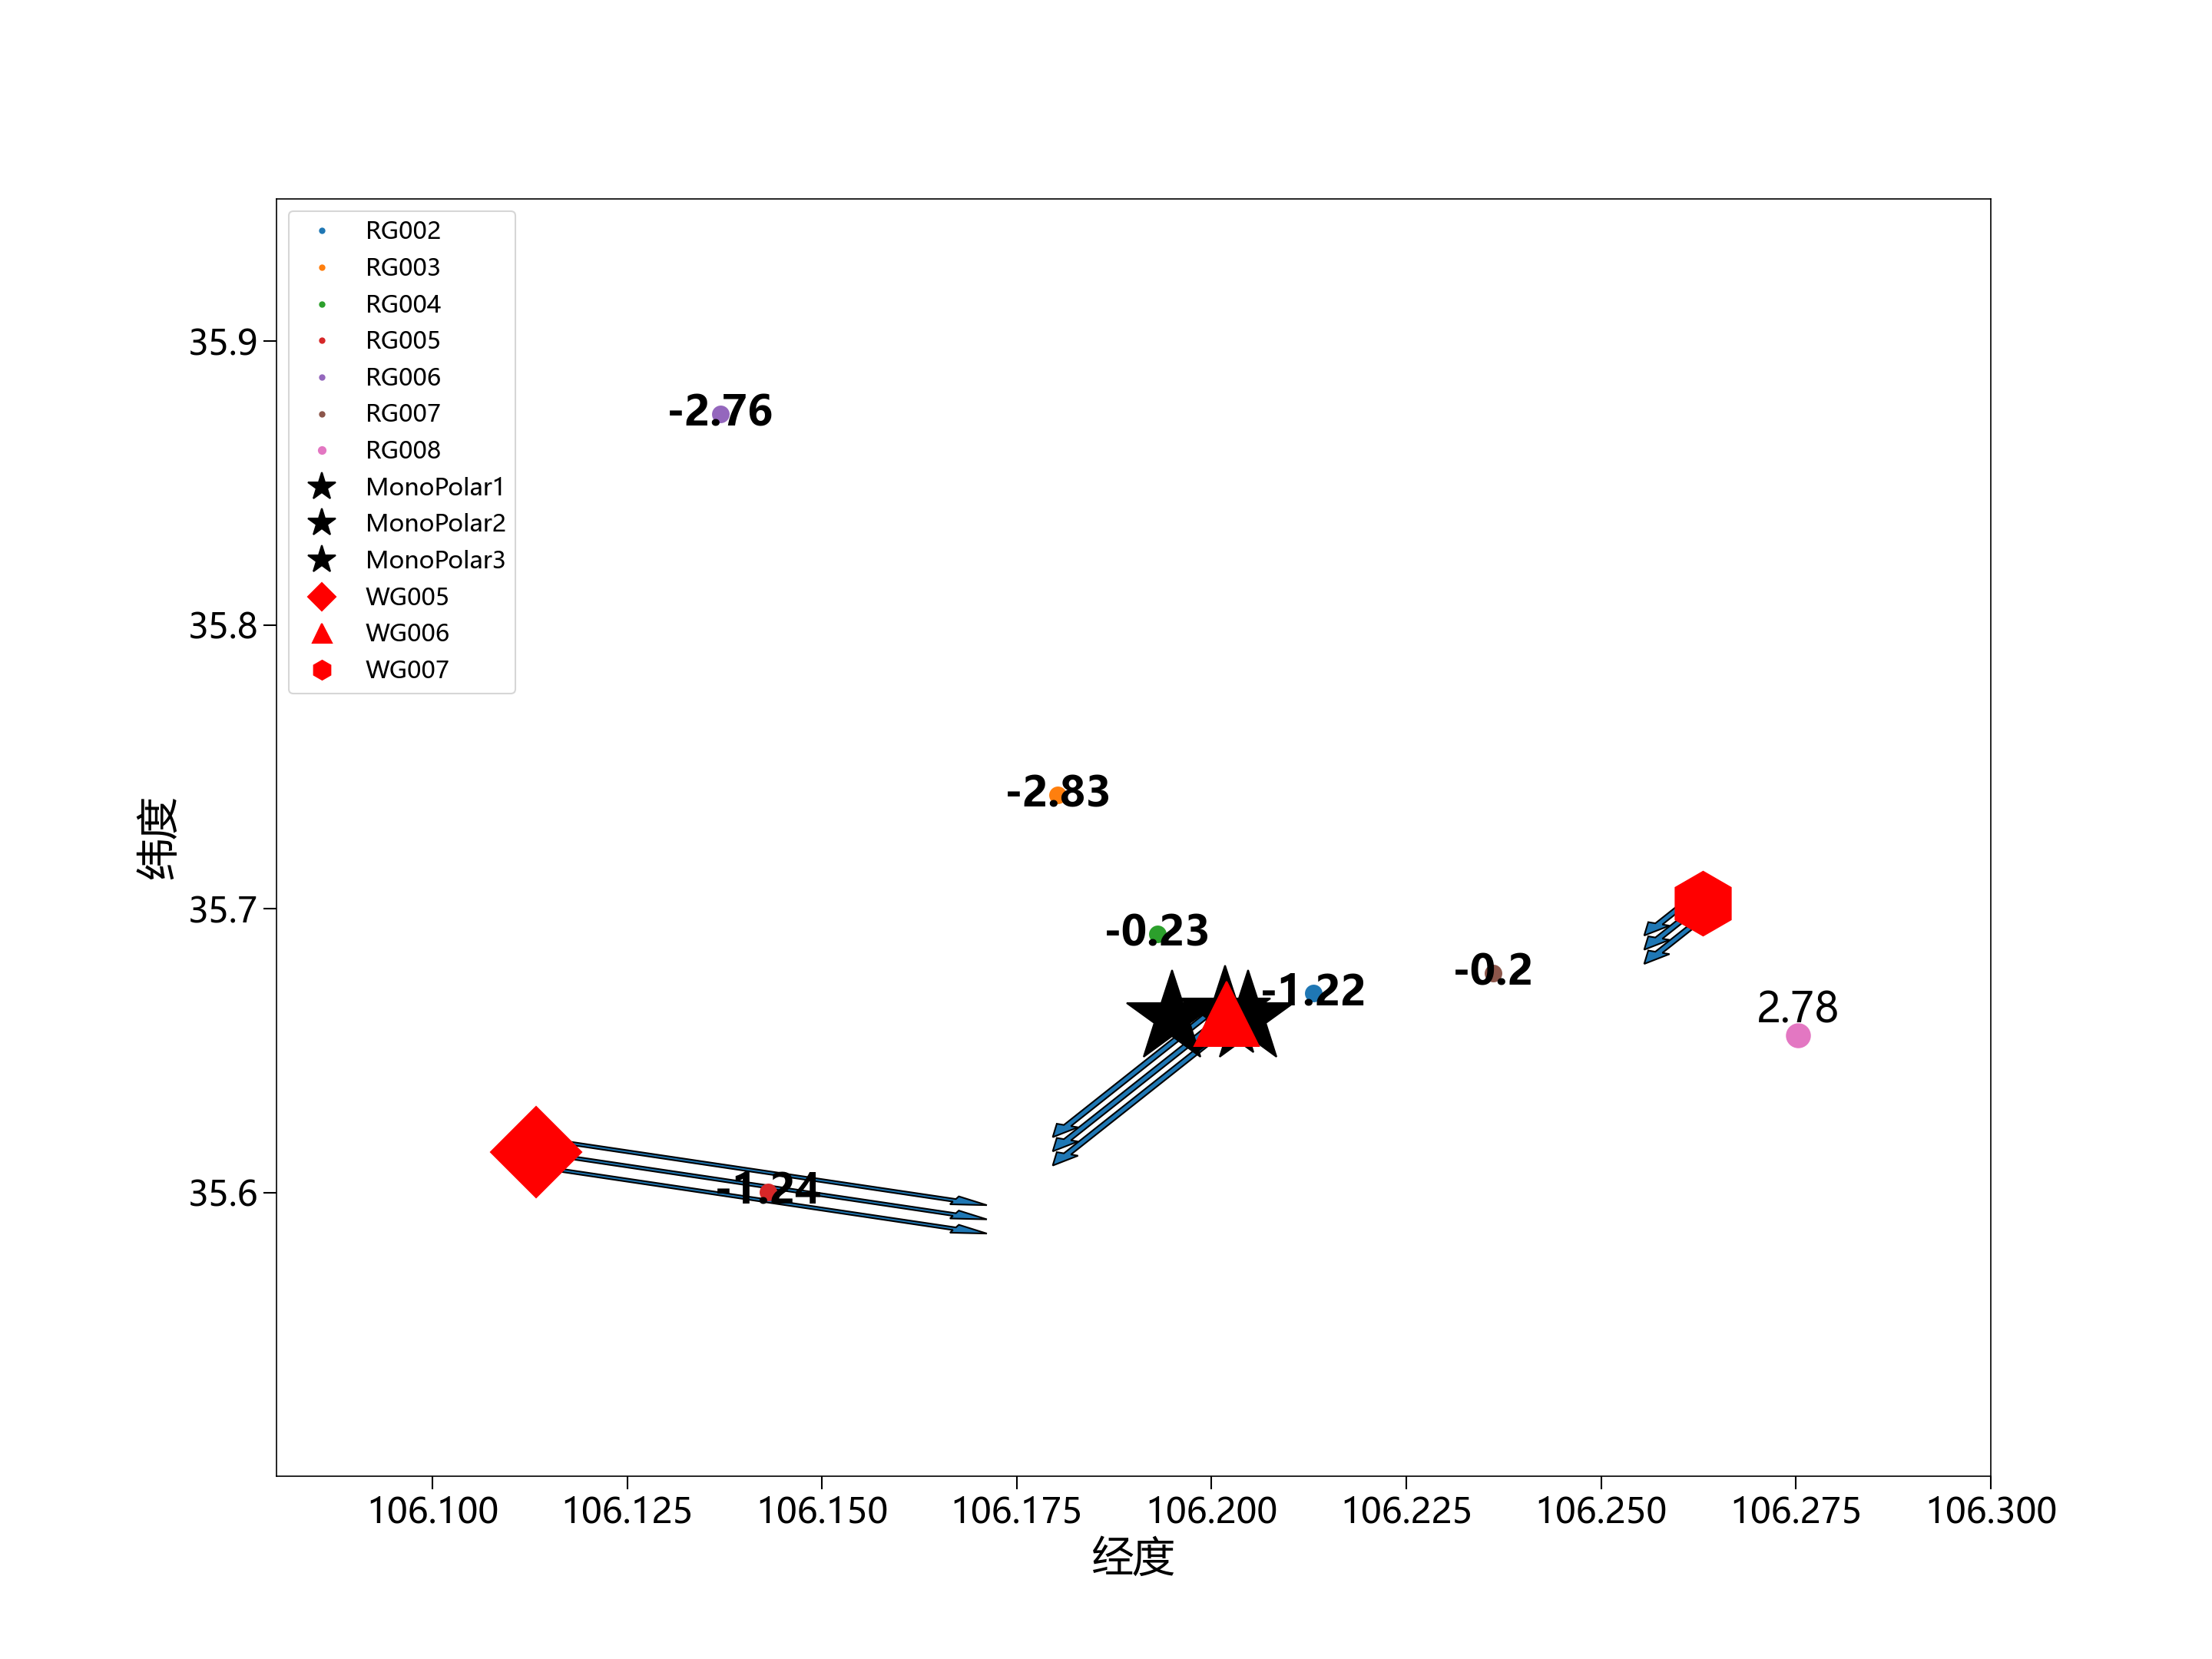 RG002
RG003
RG004
RG005
RG006
RG007
RG008
MonoPolar1
MonoPolar2
MonoPolar3
WG005
WG006
WG007
35.9
35.8
35.7
35.6
纬度
-2.76
-2.83
-0.23
-1.22
-0.2
2.78
-1.24
106.100
106.125
106.150
106.175
106.200
106.225
106.250
106.275
106.300
经度